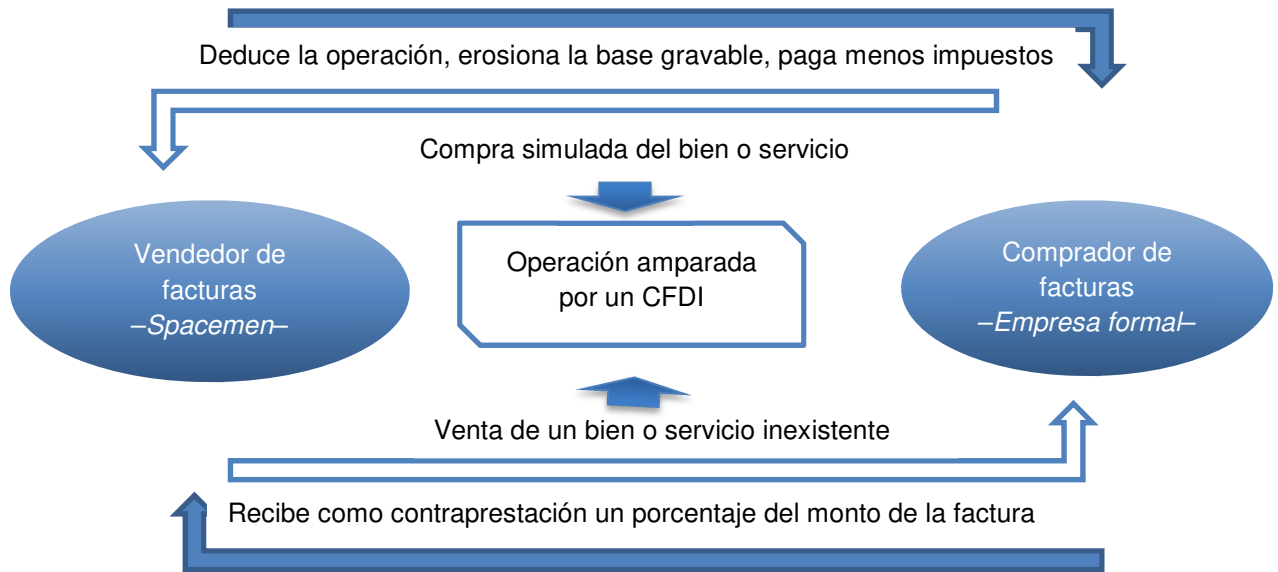 Deduce la operación, erosiona la base gravable, paga menos impuestos
Compra simulada del bien o servicio
Vendedor de
facturas
–Spacemen–
Operación amparada
por un CFDI
Comprador de
facturas
–Empresa formal–
Venta de un bien o servicio inexistente
Recibe como contraprestación un porcentaje del monto de la factura